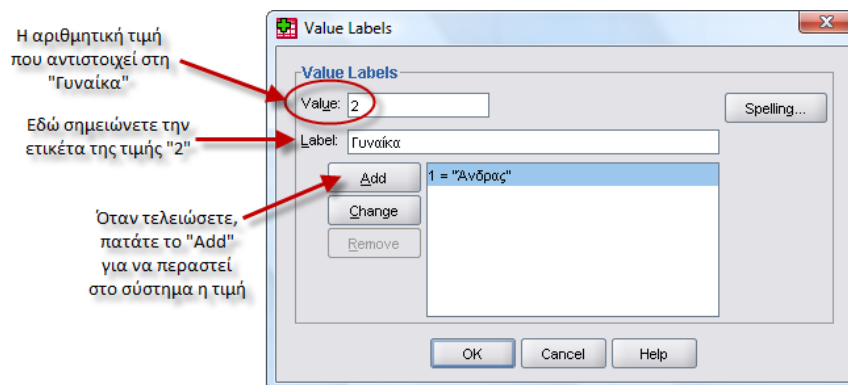 Η αριθμητική τιμή
που αντιστοιχεί στη
"Γυναίκα"
Εδώ σημειώνετε την
ετικέτα της τιμής "2"
Όταν τελειώσετε,
πατάτε το "Add"
για να περαστεί
στο σύστημα η τιμή
Value Labels
Value Labels
Value: 2
Spelling...
Label: Γυναίκα
Add
1 = "Άνδρας"
Change
Remove
OK
Cancel
Help